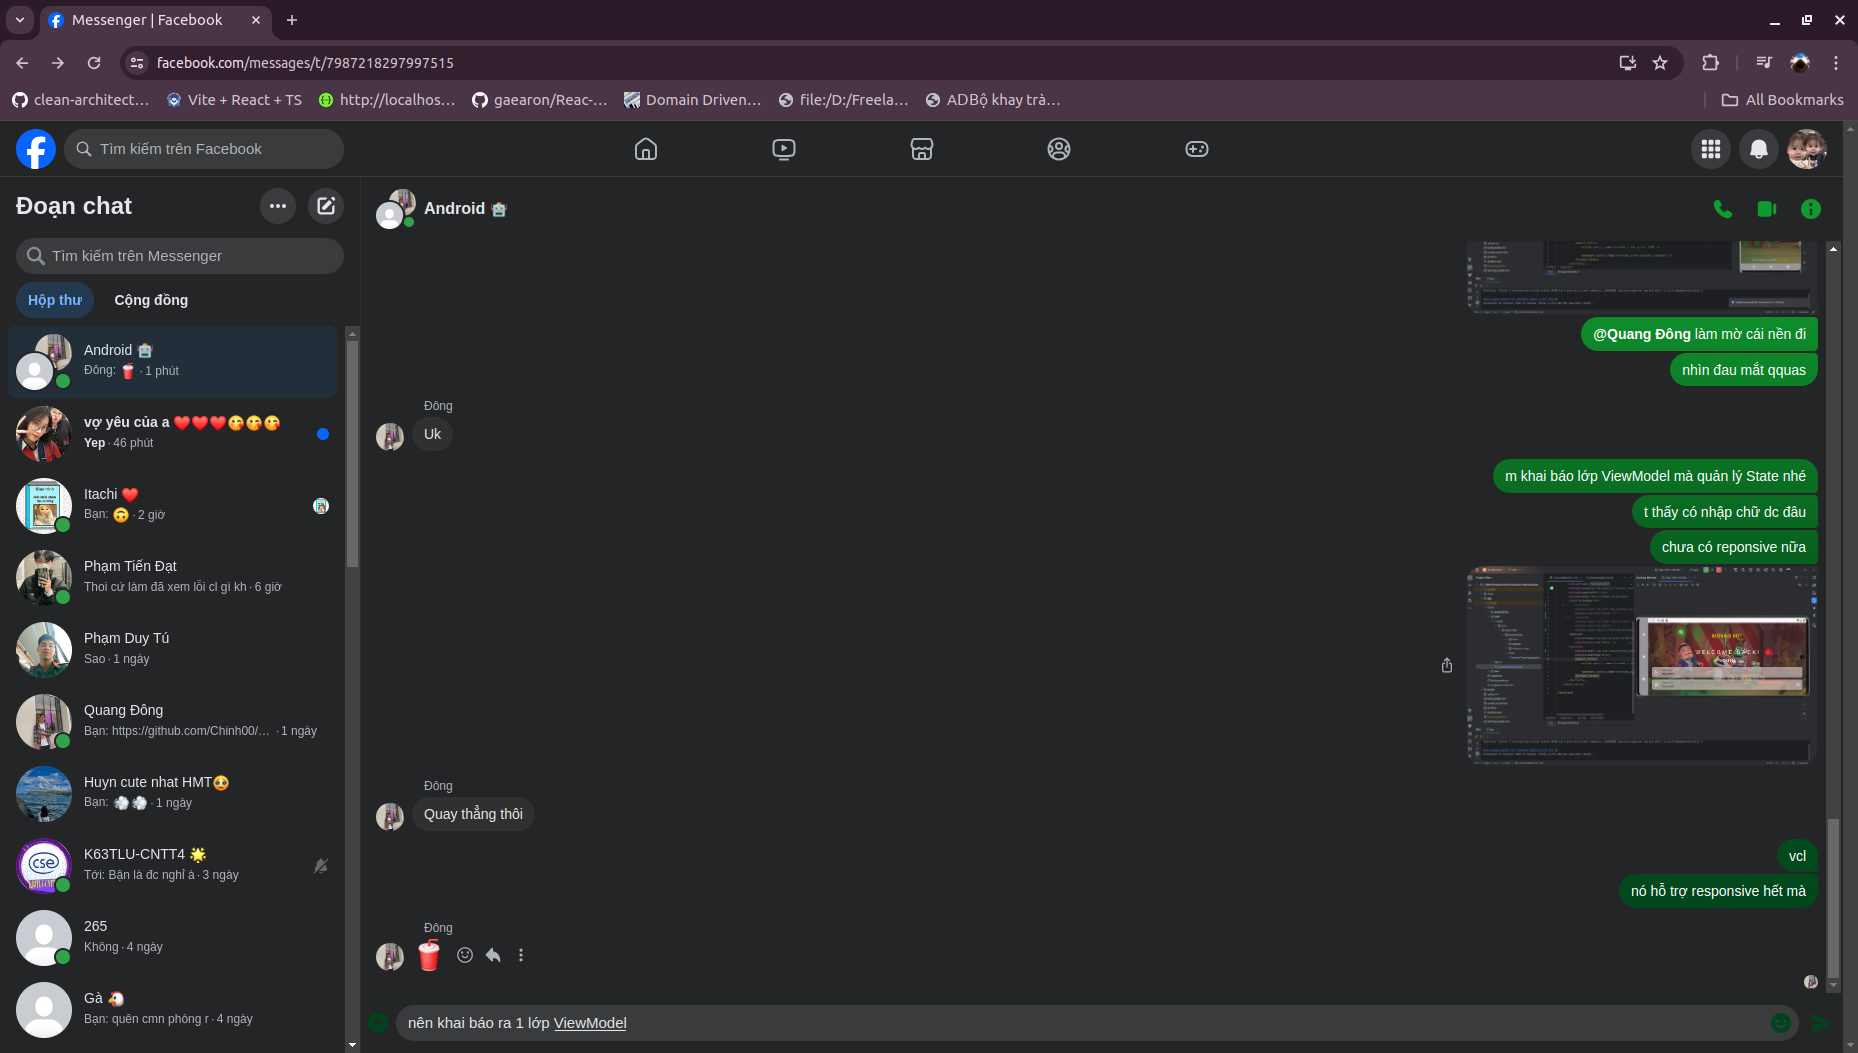 Messenger | Facebook
facebook.com/messages/t/7987218297997515
clean-architect…
Vite + React + TS
http://localhos…
gaearon/Reac-…
Domain Driven…
file:/D:/Freela…
ADBộ khay trà…
All Bookmarks
Tìm kiếm trên Facebook
Đoạn chat
Tìm kiếm trên Messenger
Hộp thư
Cộng đồng
Android 🤖
Đông: 🥤 · 1 phút
vợ yêu của a ❤️❤️❤️😘😘😘
Yep · 46 phút
Itachi ❤️
Bạn: 🙃 · 2 giờ
Phạm Tiến Đạt
Thoi cứ làm đã xem lỗi cl gì kh · 6 giờ
Phạm Duy Tú
Sao · 1 ngày
Quang Đông
Bạn: https://github.com/Chinh00/… · 1 ngày
Huyn cute nhat HMT🥹
Bạn: 💨💨 · 1 ngày
cse
K63TLU-CNTT4 🌟
Tới: Bận là đc nghỉ à · 3 ngày
265
Không · 4 ngày
Gà 🐔
Bạn: quên cmn phòng r · 4 ngày
Android 🤖
@Quang Đông làm mờ cái nền đi
nhìn đau mắt qquas
Đông
Uk
m khai báo lớp ViewModel mà quản lý State nhé
t thấy có nhập chữ dc đâu
chưa có reponsive nữa
WELCOME BACK!
Đông
Quay thẳng thôi
vcl
nó hỗ trợ responsive hết mà
Đông
🥤
nên khai báo ra 1 lớp ViewModel